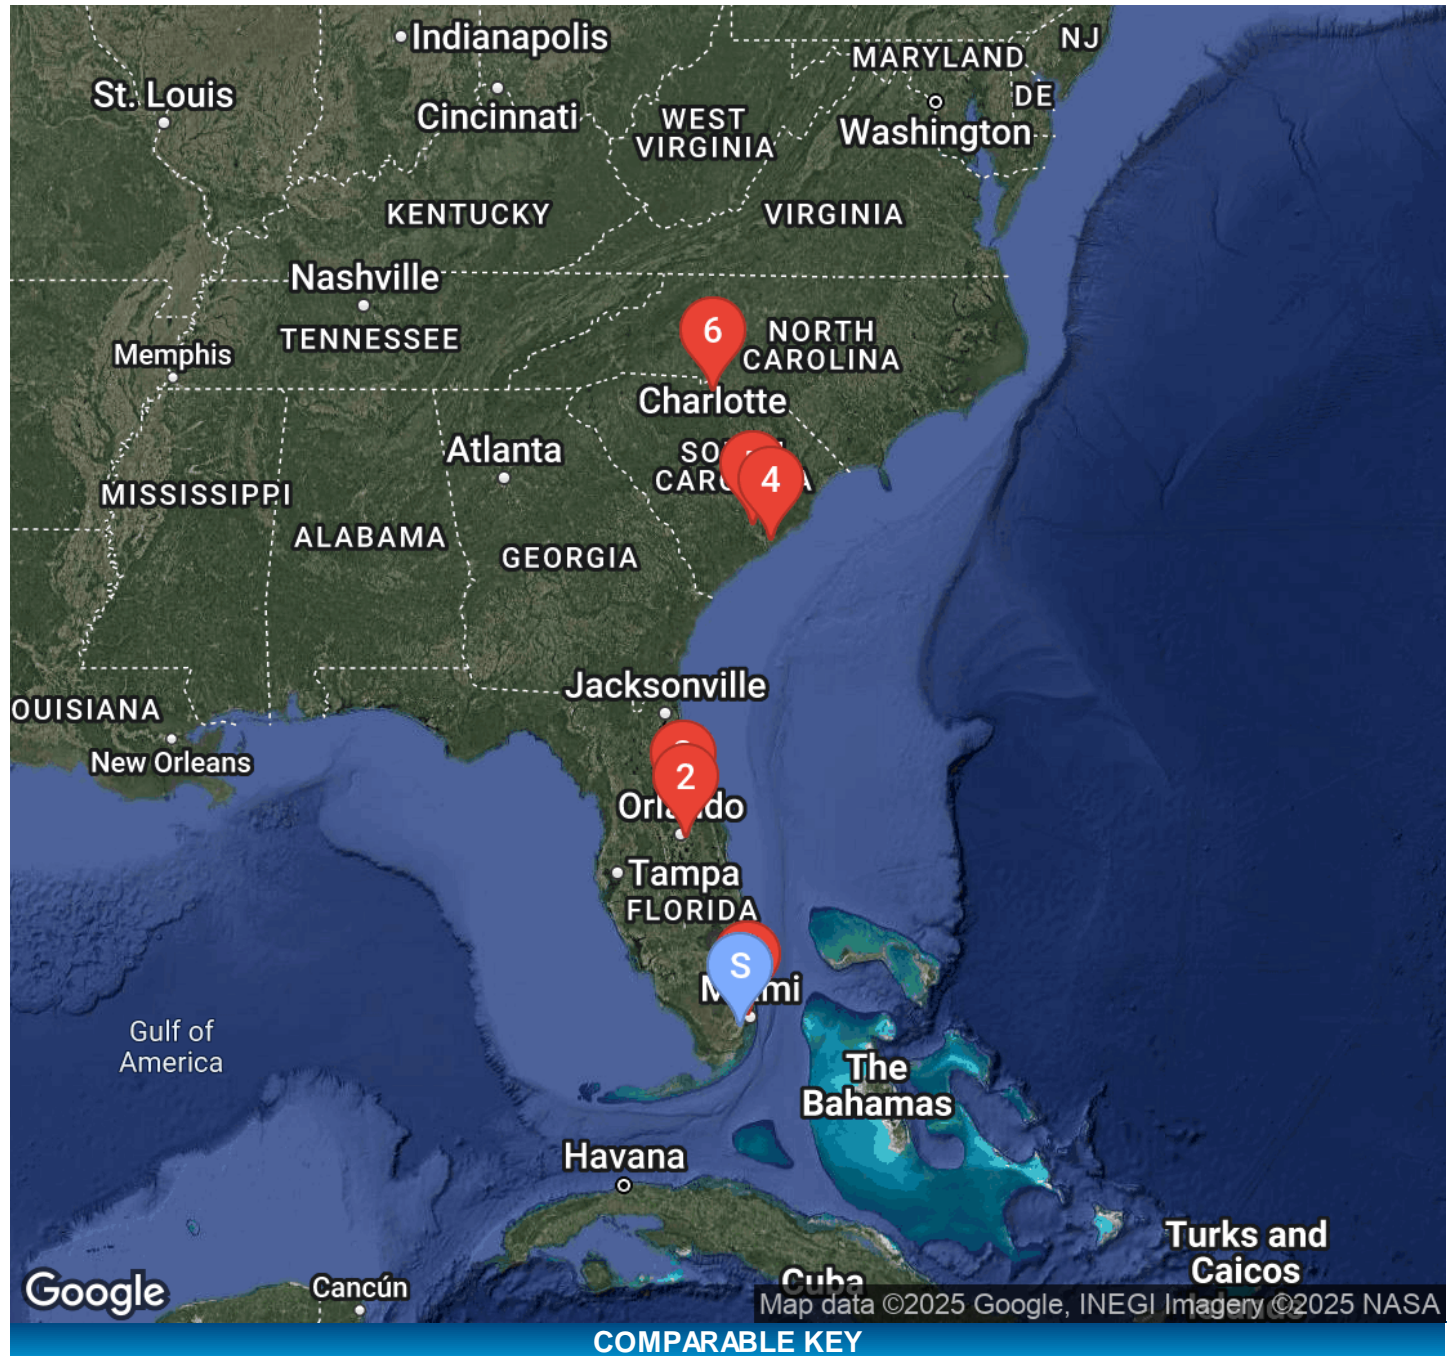 Indianapolis
NJ
MARYLAND
St. Louis
DE
Cincinnati
WEST
VIRGINIA
Washington
KENTUCKY
VIRGINIA
Nashville
TENNESSEE
6
NORTH
CAROLINA
Memphis
Charlotte
Atlanta
4
MISSISSIPPI
ALABAMA
GEORGIA
Jacksonville
OUISIANA
New Orleans
2
Tampa
FLORIDA
S
Gulf of
America
The
Bahamas
Havana
Turks and
Caicos
Cuba
Cancún
Google
Map data ©2025 Google, INEGI Imagery ©2025 NASA
COMPARABLE KEY